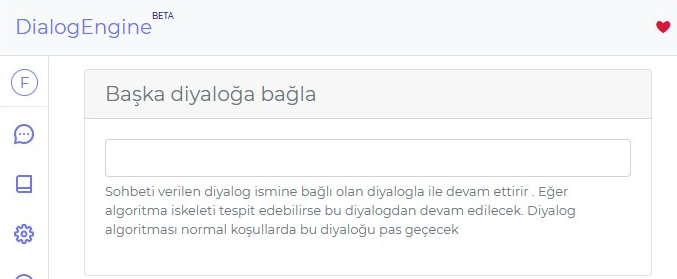 DialogEngine BETA
F
Başka diyaloğa bağla
Sohbeti verilen diyalog ismine bağlı olan diyalogla ile devam ettirir . Eğer
algoritma iskeleti tespit edebilirse bu diyalogdan devam edilecek. Diyalog
algoritması normal koşullarda bu diyaloğu pas geçecek